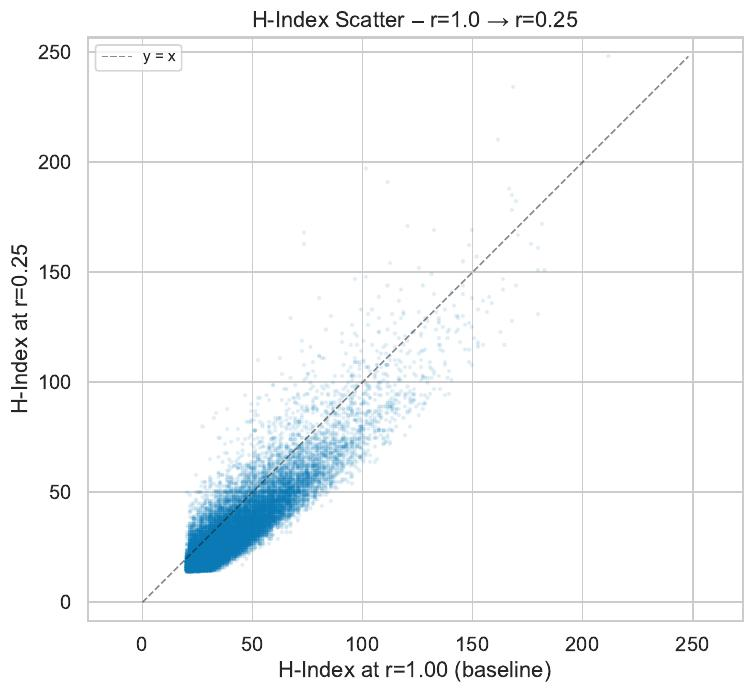 H-Index Scatter – r=1.0 → r=0.25
y = x
250
200
150
100
50
0
H-Index at r=0.25
0 50 100 150 200 250
H-Index at r=1.00 (baseline)